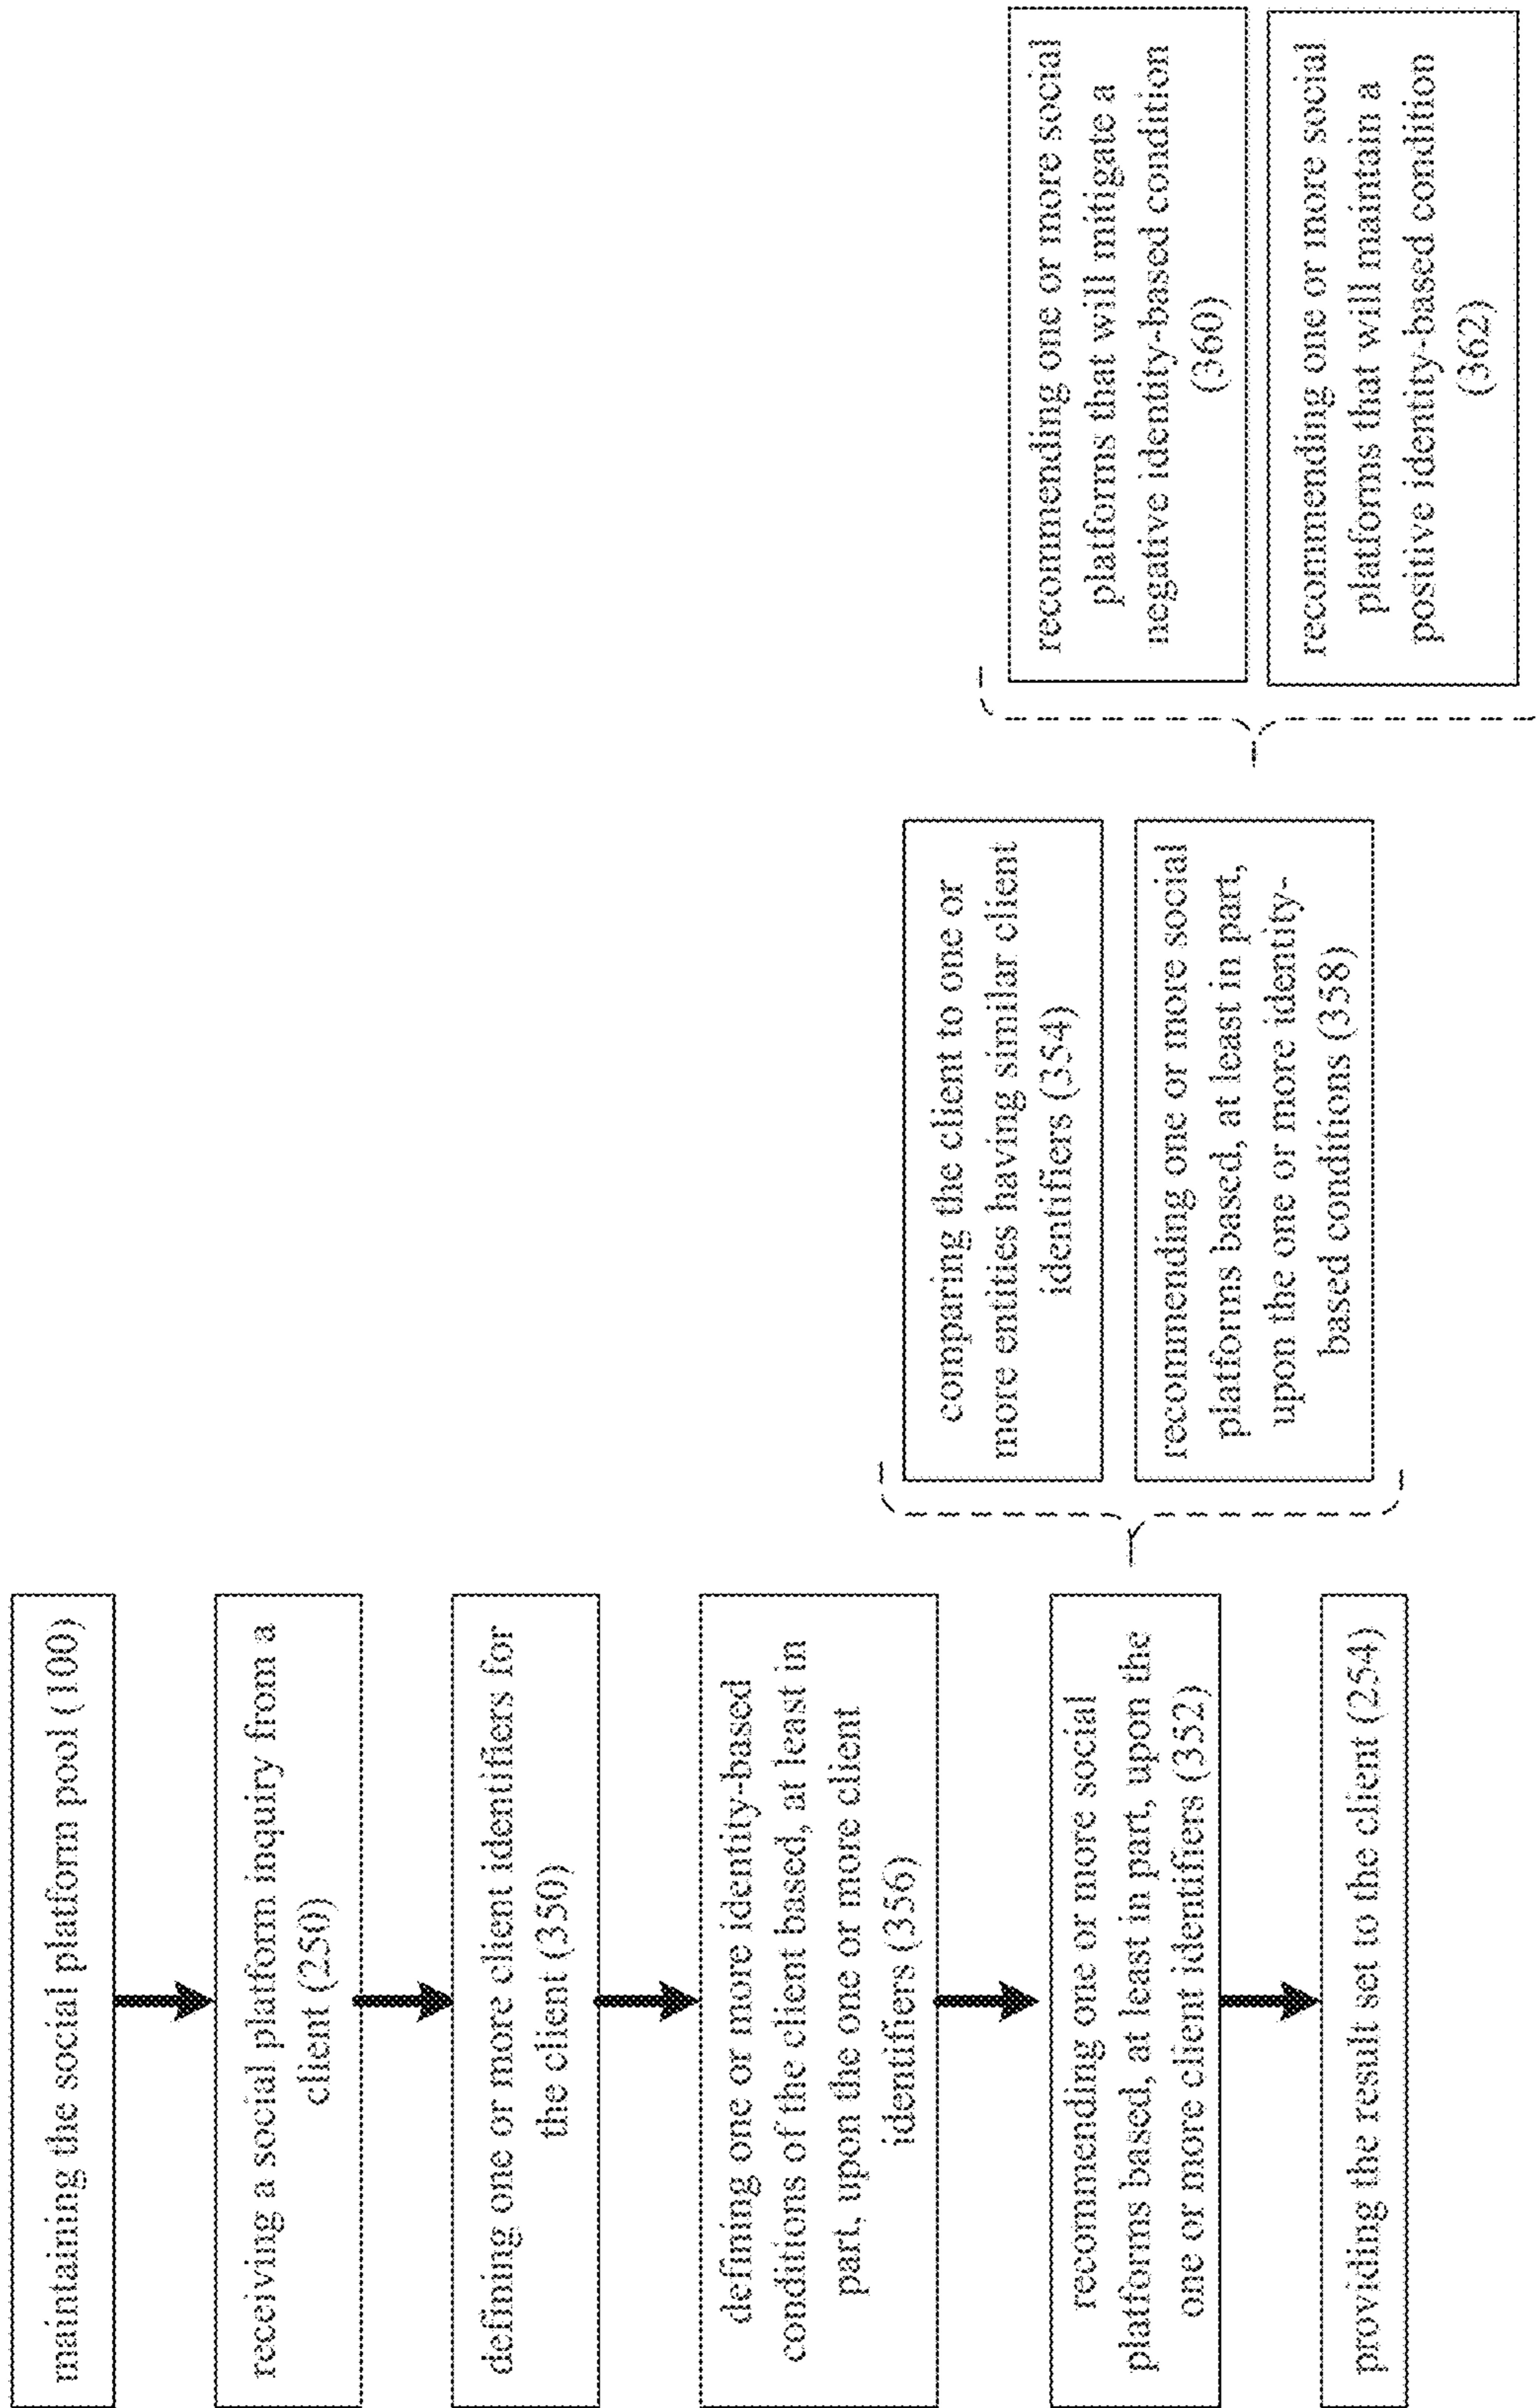 maintaining the social platform pool (100)
receiving a social platform inquiry from a
client (250)
defining one or more client identifiers for
the client (350)
defining one or more identity-based
conditions of the client based, at least in
part, upon the one or more client
identifiers (356)
recommending one or more social
platforms based, at least in part, upon the
one or more client identifiers (352)
providing the result set to the client (254)
comparing the client to one or
more entities having similar client
identifiers (354)
recommending one or more social
platforms based, at least in part,
upon the one or more identity-
based conditions (358)
recommending one or more social
platforms that will mitigate a
negative identity-based condition
(360)
recommending one or more social
platforms that will maintain a
positive identity-based condition
(362)